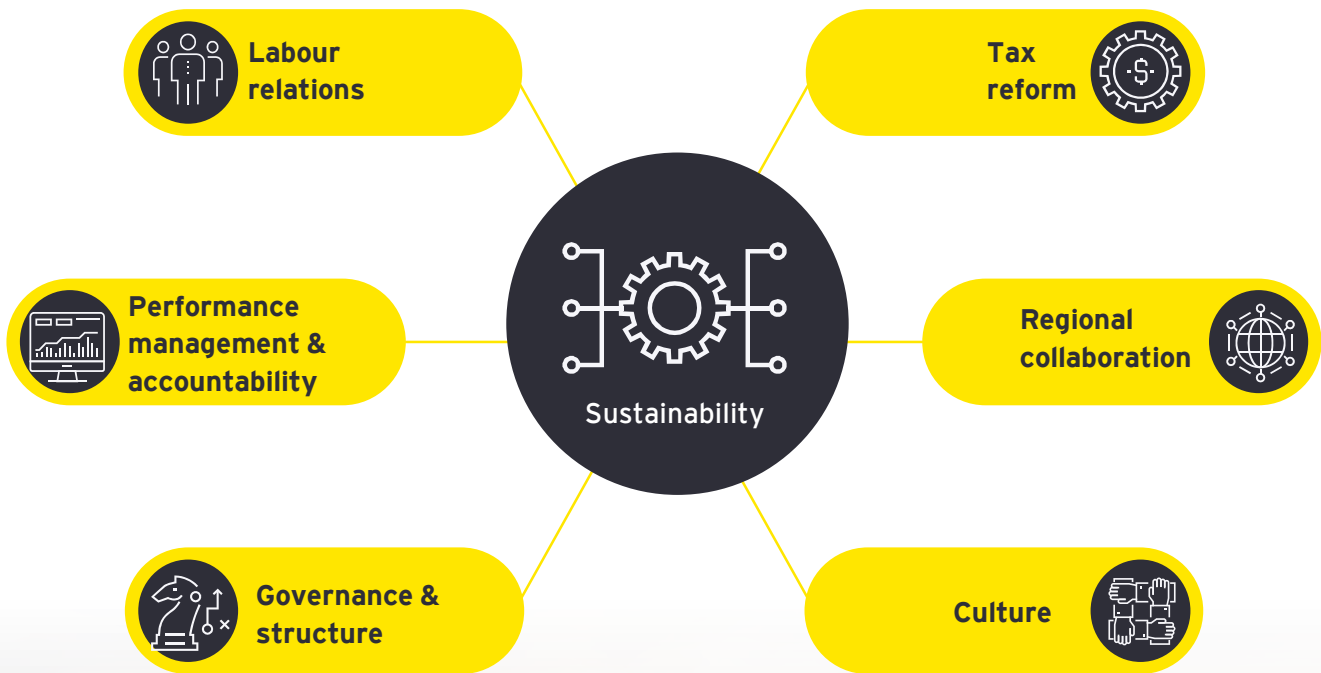 Labour
relations
Tax
reform
Performance
management &
accountability
Sustainability
Regional
collaboration
Governance &
structure
Culture